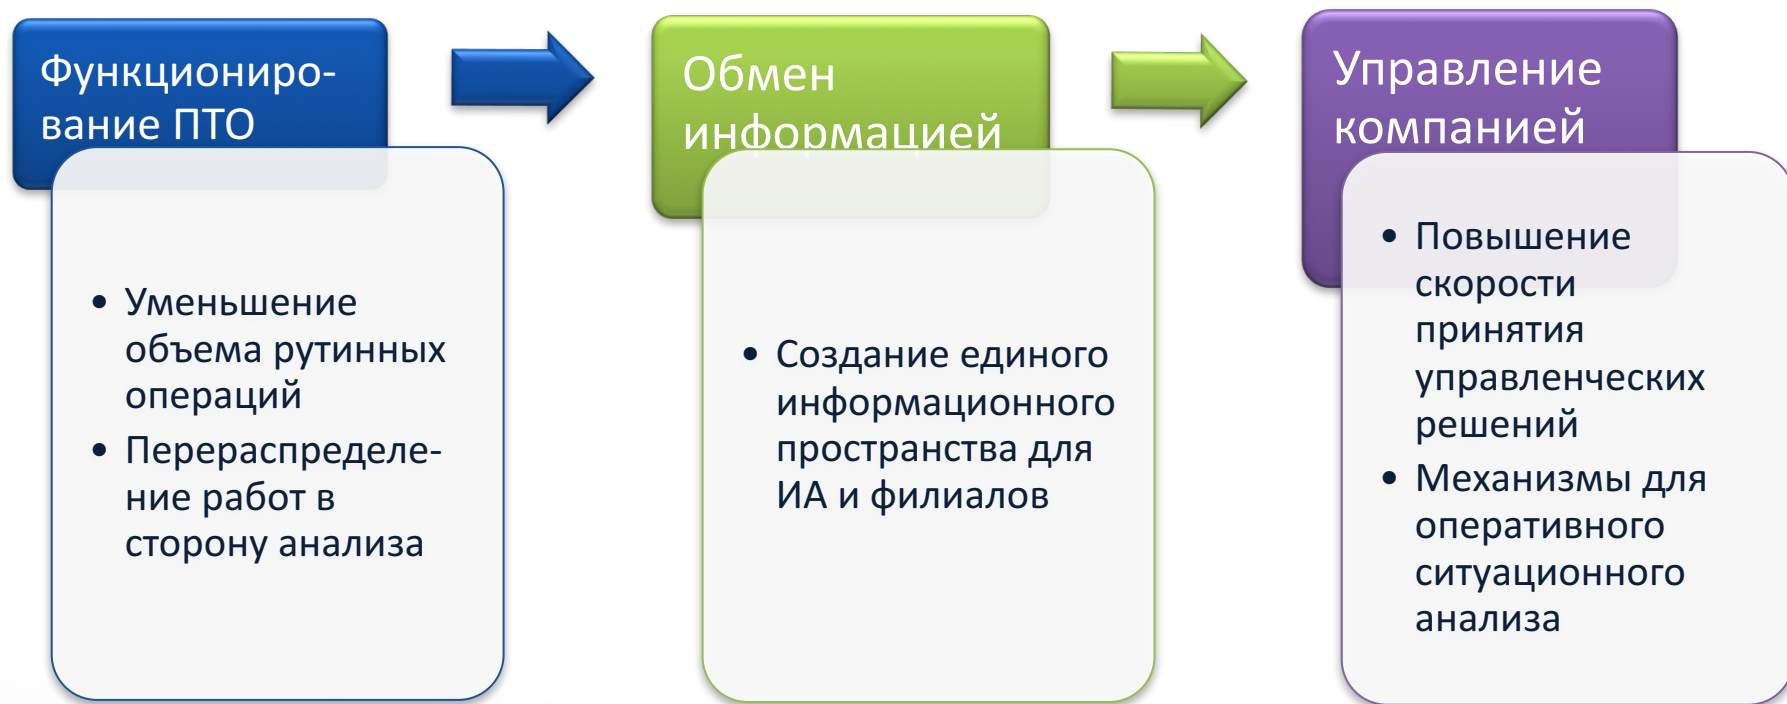 Функциониро-
вание ПТО
• Уменьшение
объема рутинных
операций
• Перераспределе-
ние работ в
сторону анализа
Обмен
информацией
• Создание единого
информационного
пространства для
ИА и филиалов
Управление
компанией
• Повышение
скорости
принятия
управленческих
решений
• Механизмы для
оперативного
ситуационного
анализа